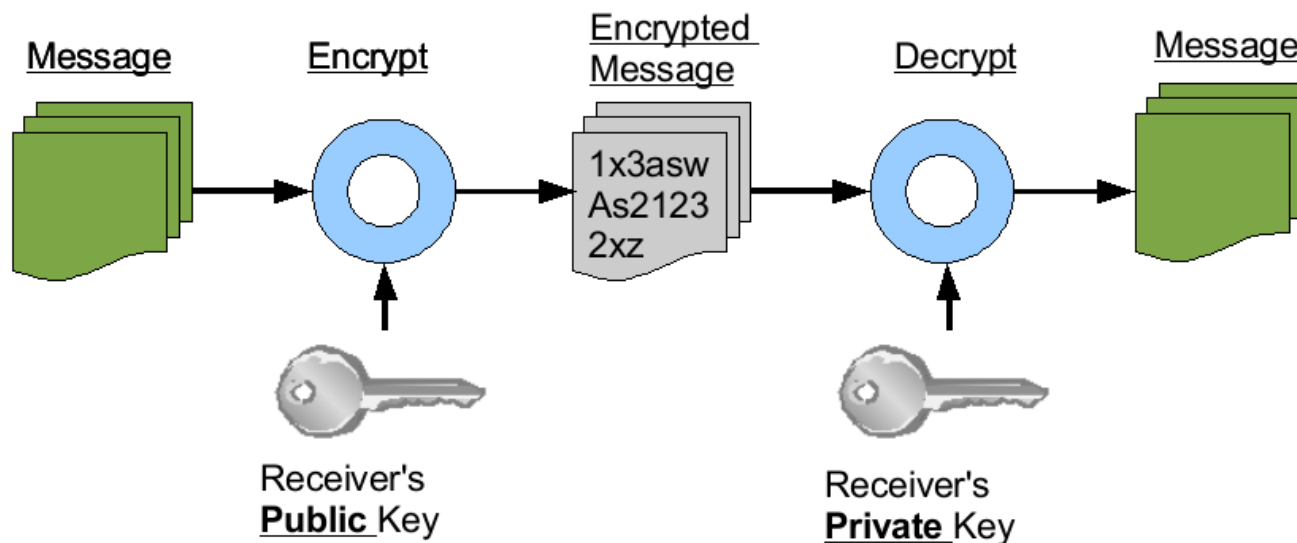 Message
Encrypt
Encrypted
Message
Decrypt
Message
1x3asw
As2123
2xz
Receiver's
Public Key
Receiver's
Private Key